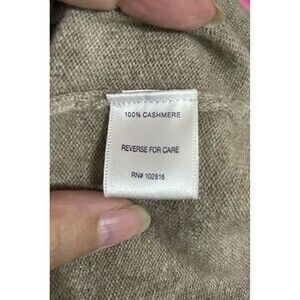 100% CASHMERE
REVERSE FOR CARE
RN# 102816